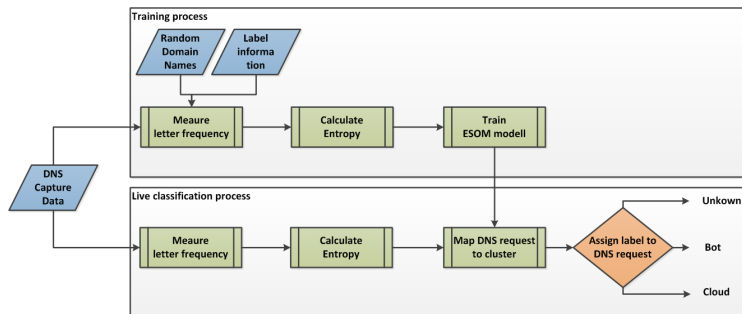 Training process
Random
Domain
Names
Label
informa
tion
Meaure
letter frequency
Calculate
Entropy
Train
ESOM modell
DNS
Capture
Data
Live classification process
Meaure
letter frequency
Calculate
Entropy
Map DNS request
to cluster
Assign label to
DNS request
Unkown
Bot
Cloud